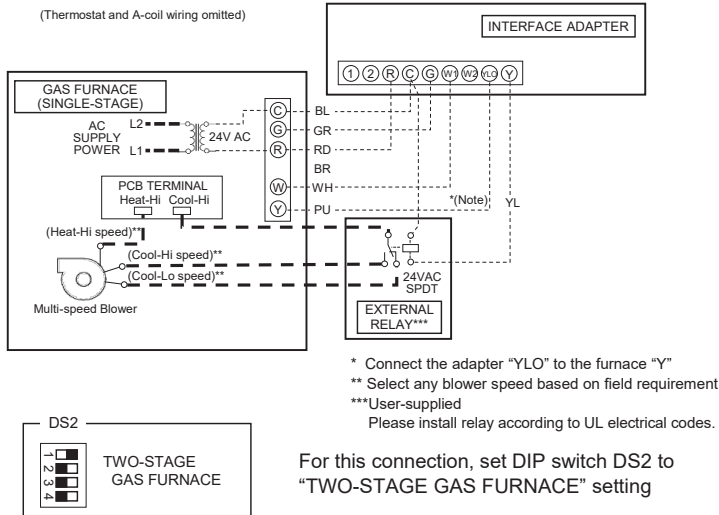 (Thermostat and A-coil wiring omitted)
INTERFACE ADAPTER
1 2 R C G W1 W2 YLO Y
GAS FURNACE
(SINGLE-STAGE)
AC
SUPPLY
POWER
L2
L1
24V AC
C
G
R
W
Y
BL
GR
RD
BR
WH
PU
*(Note)
YL
PCB TERMINAL
Heat-Hi Cool-Hi
(Heat-Hi speed)**
(Cool-Hi speed)**
(Cool-Lo speed)**
Multi-speed Blower
24VAC
SPDT
EXTERNAL
RELAY***
* Connect the adapter “YLO” to the furnace “Y”
** Select any blower speed based on field requirement
***User-supplied
Please install relay according to UL electrical codes.
DS2
1
2
3
4
TWO-STAGE
GAS FURNACE
For this connection, set DIP switch DS2 to
“TWO-STAGE GAS FURNACE” setting